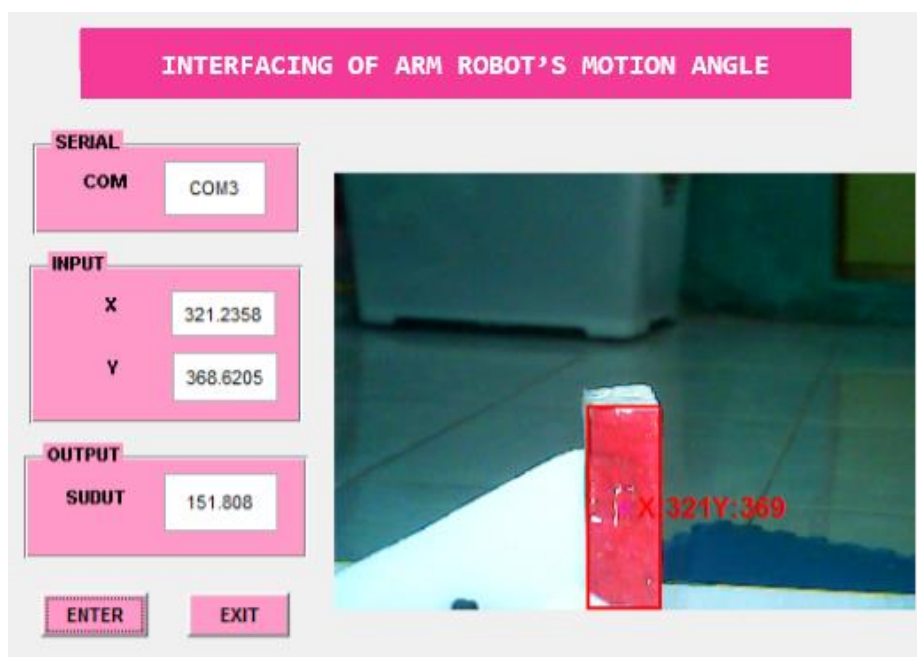 INTERFACING OF ARM ROBOT’S MOTION ANGLE
SERIAL
COM COM3
INPUT
X 321.2358
Y 368.6205
OUTPUT
SUDUT 151.808
ENTER EXIT
X:321Y:369